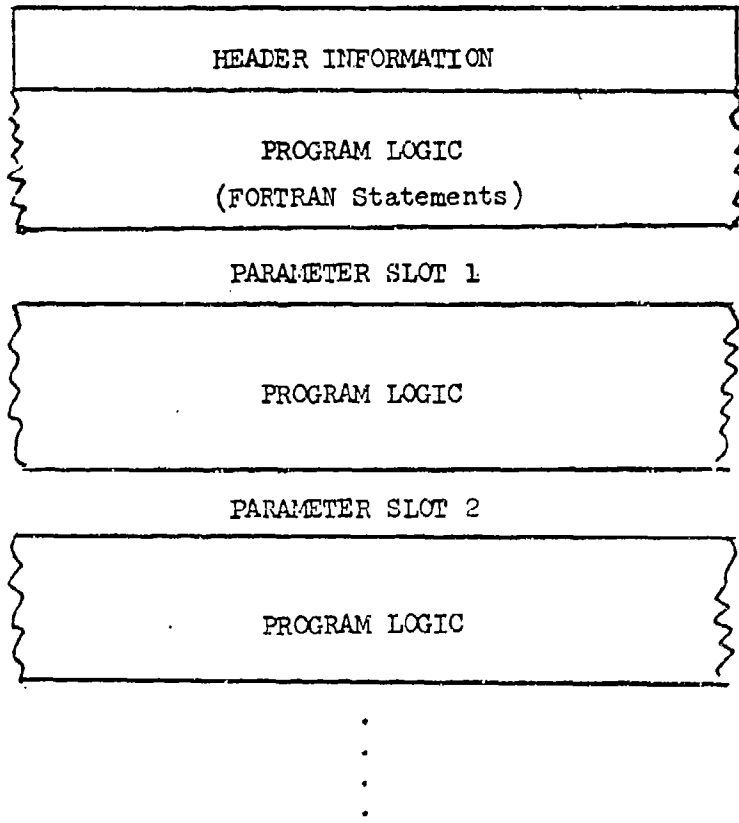 HEADER INFORMATION
PROGRAM LOGIC
(FORTRAN Statements)
PARAMETER SLOT 1
PROGRAM LOGIC
PARAMETER SLOT 2
PROGRAM LOGIC